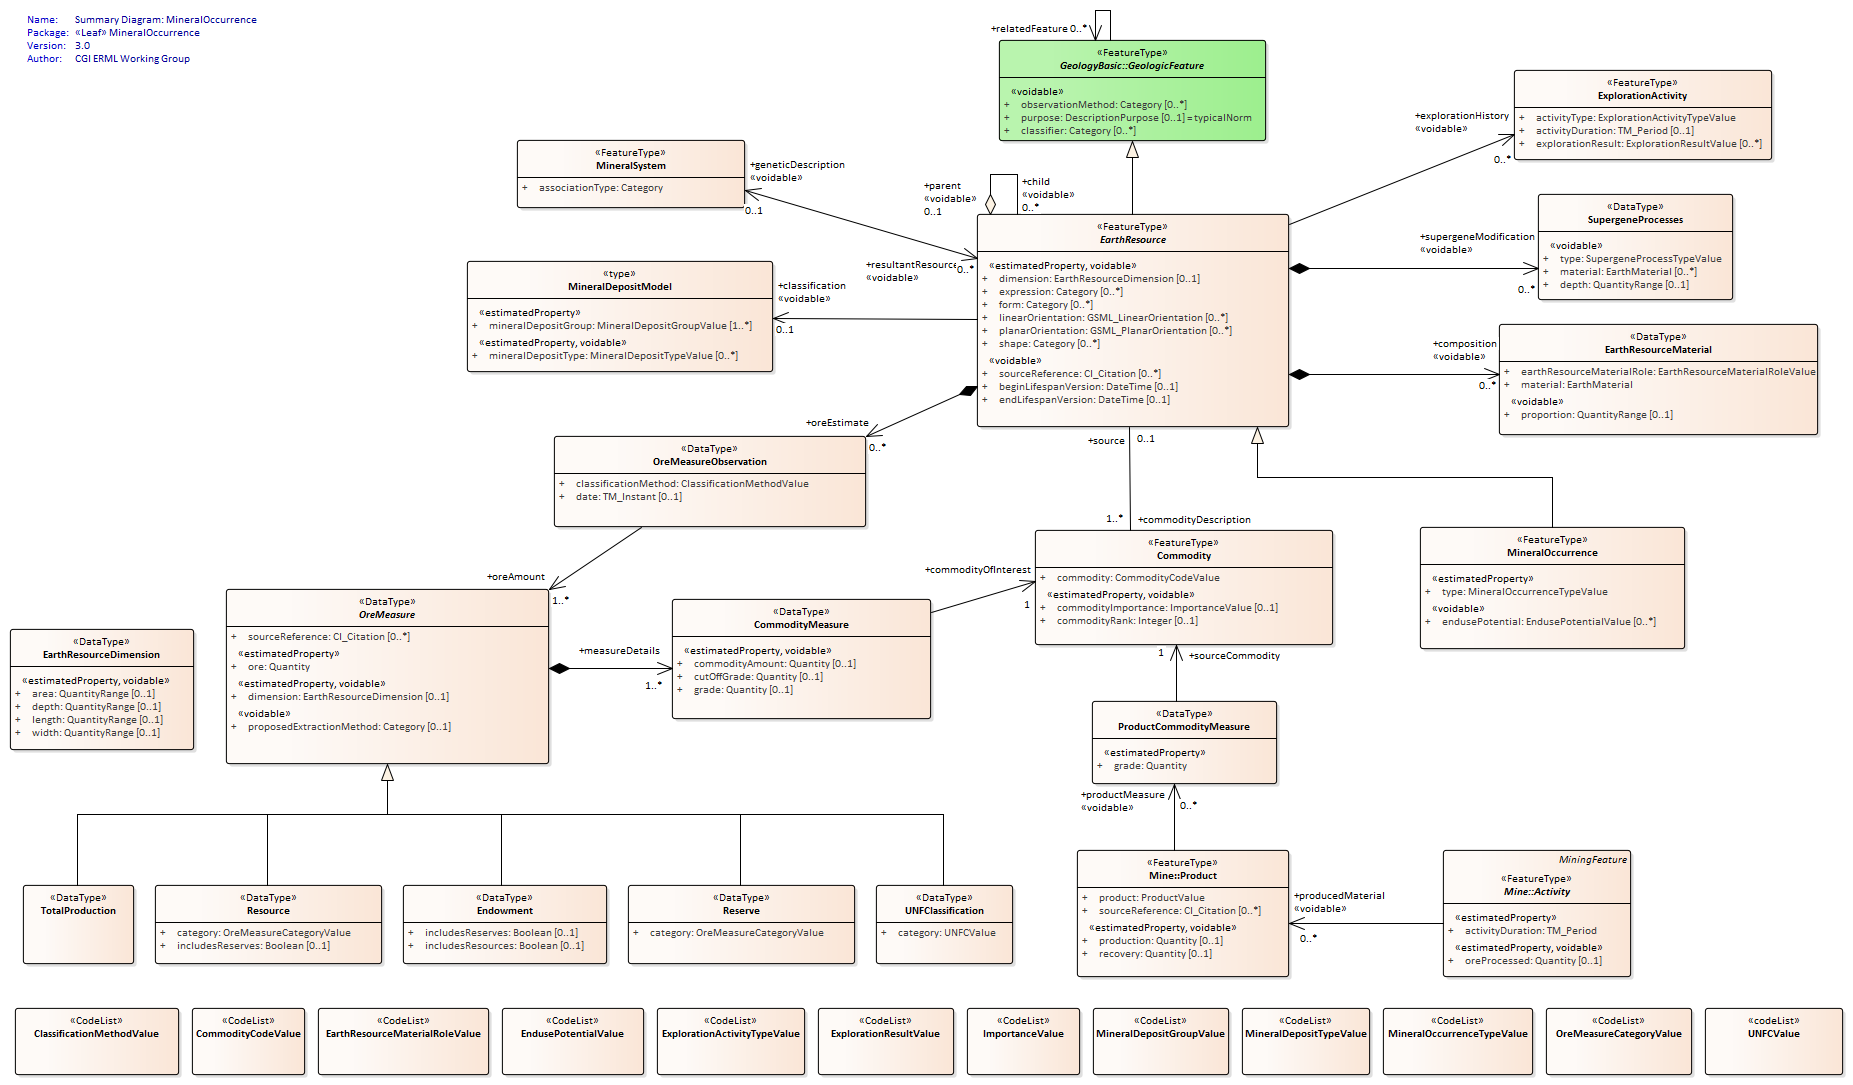 Name: Summary Diagram: MineralOccurrence
Package: «Leaf» MineralOccurrence
Version: 3.0
Author: CGI ERML Working Group
+relatedFeature 0..*
«FeatureType»
GeologyBasic::GeologicFeature
«voidable»
+ observationMethod: Category [0..*]
+ purpose: DescriptionPurpose [0..1] = typicalNorm
+ classifier: Category [0..*]
«FeatureType»
ExplorationActivity
+ activityType: ExplorationActivityTypeValue
+ activityDuration: TM_Period [0..1]
+ explorationResult: ExplorationResultValue [0..*]
+explorationHistory
«voidable»
0..*
«FeatureType»
MineralSystem
+ associationType: Category
+geneticDescription
«voidable»
0..1
+parent
«voidable»
0..1
+child
«voidable»
0..*
+resultantResource
«voidable»
0..*
«FeatureType»
EarthResource
«estimatedProperty, voidable»
+ dimension: EarthResourceDimension [0..1]
+ expression: Category [0..*]
+ form: Category [0..*]
+ linearOrientation: GSML_LinearOrientation [0..*]
+ planarOrientation: GSML_PlanarOrientation [0..*]
+ shape: Category [0..*]
«voidable»
+ sourceReference: CI_Citation [0..*]
+ beginLifespanVersion: DateTime [0..1]
+ endLifespanVersion: DateTime [0..1]
«DataType»
SupergeneProcesses
«voidable»
+ type: SupergeneProcessTypeValue
+ material: EarthMaterial [0..*]
+ depth: QuantityRange [0..1]
+supergeneModification
«voidable»
0..*
«type»
MineralDepositModel
«estimatedProperty»
+ mineralDepositGroup: MineralDepositGroupValue [1..*]
«estimatedProperty, voidable»
+ mineralDepositType: MineralDepositTypeValue [0..*]
+classification
«voidable»
0..1
«DataType»
EarthResourceMaterial
+ earthResourceMaterialRole: EarthResourceMaterialRoleValue
+ material: EarthMaterial
«voidable»
+ proportion: QuantityRange [0..1]
+composition
«voidable»
0..*
+oreEstimate
0..*
«DataType»
OreMeasureObservation
+ classificationMethod: ClassificationMethodValue
+ date: TM_Instant [0..1]
+source
0..1
1..*
+commodityDescription
«FeatureType»
Commodity
+ commodity: CommodityCodeValue
«estimatedProperty, voidable»
+ commodityImportance: ImportanceValue [0..1]
+ commodityRank: Integer [0..1]
«FeatureType»
MineralOccurrence
«estimatedProperty»
+ type: MineralOccurrenceTypeValue
«voidable»
+ endusePotential: EndusePotentialValue [0..*]
+oreAmount
1..*
+commodityOfInterest
1
«DataType»
OreMeasure
+ sourceReference: CI_Citation [0..*]
«estimatedProperty»
+ ore: Quantity
«estimatedProperty, voidable»
+ dimension: EarthResourceDimension [0..1]
«voidable»
+ proposedExtractionMethod: Category [0..1]
«DataType»
EarthResourceDimension
«estimatedProperty, voidable»
+ area: QuantityRange [0..1]
+ depth: QuantityRange [0..1]
+ length: QuantityRange [0..1]
+ width: QuantityRange [0..1]
+measureDetails
1..*
«DataType»
CommodityMeasure
«estimatedProperty, voidable»
+ commodityAmount: Quantity [0..1]
+ cutOffGrade: Quantity [0..1]
+ grade: Quantity [0..1]
1
+sourceCommodity
«DataType»
ProductCommodityMeasure
«estimatedProperty»
+ grade: Quantity
+productMeasure
«voidable»
0..*
«DataType»
TotalProduction
«DataType»
Resource
+ category: OreMeasureCategoryValue
+ includesReserves: Boolean [0..1]
«DataType»
Endowment
+ includesReserves: Boolean [0..1]
+ includesResources: Boolean [0..1]
«DataType»
Reserve
+ category: OreMeasureCategoryValue
«DataType»
UNFClassification
+ category: UNFCValue
«FeatureType»
Mine::Product
+ product: ProductValue
+ sourceReference: CI_Citation [0..*]
«estimatedProperty, voidable»
+ production: Quantity [0..1]
+ recovery: Quantity [0..1]
+producedMaterial
«voidable»
0..*
MiningFeature
«FeatureType»
Mine::Activity
«estimatedProperty»
+ activityDuration: TM_Period
«estimatedProperty, voidable»
+ oreProcessed: Quantity [0..1]
«CodeList»
ClassificationMethodValue
«CodeList»
CommodityCodeValue
«CodeList»
EarthResourceMaterialRoleValue
«CodeList»
EndusePotentialValue
«CodeList»
ExplorationActivityTypeValue
«CodeList»
ExplorationResultValue
«CodeList»
ImportanceValue
«CodeList»
MineralDepositGroupValue
«CodeList»
MineralDepositTypeValue
«CodeList»
MineralOccurrenceTypeValue
«CodeList»
OreMeasureCategoryValue
«codeList»
UNFCValue